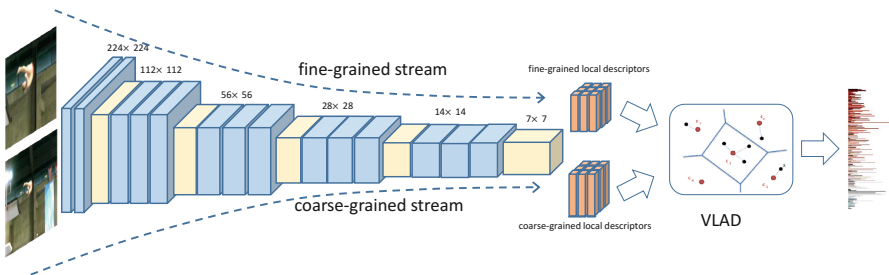 224× 224
112× 112
56× 56
28× 28
14× 14
7× 7
fine-grained stream
coarse-grained stream
fine-grained local descriptors
coarse-grained local descriptors
VLAD